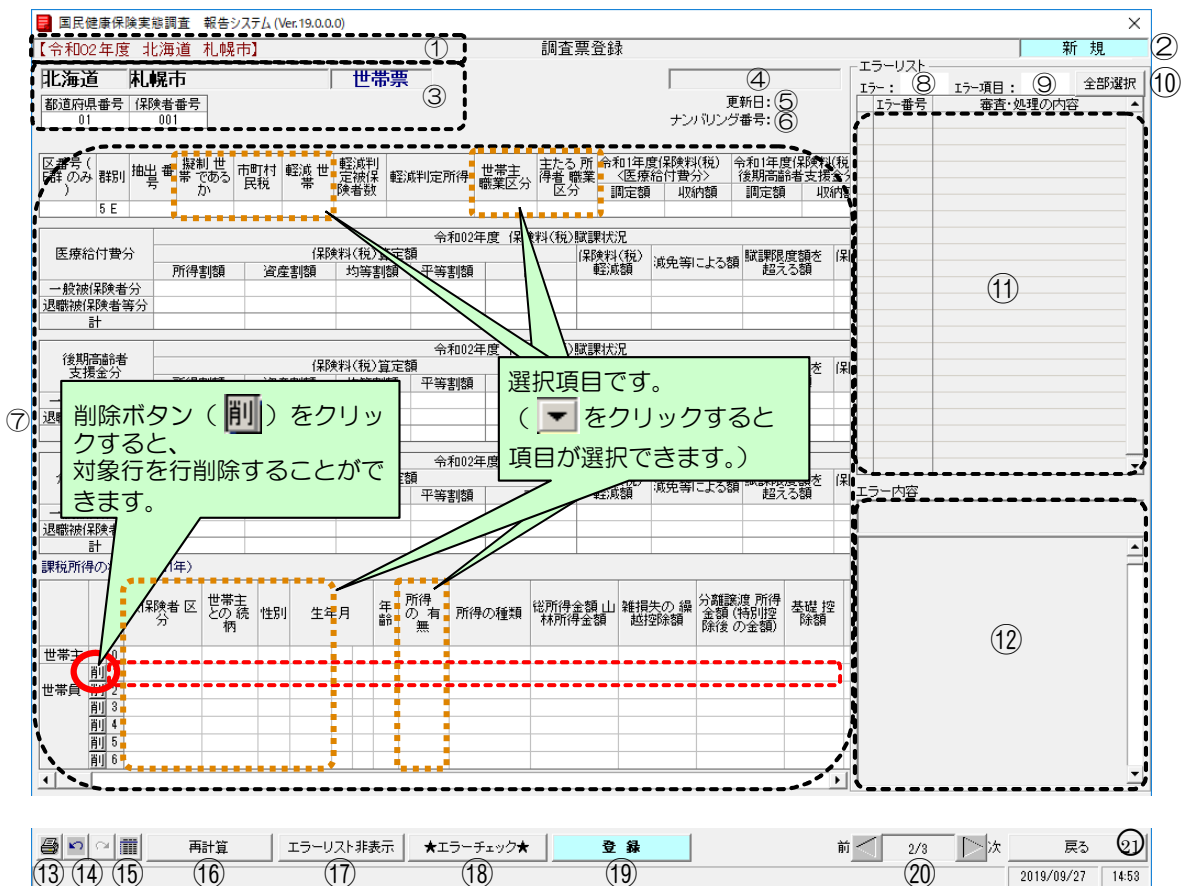 国民健康保険実態調査 報告システム (Ver.19.0.0.0)
【令和02年度 北海道 札幌市】 ① 調査票登録 新 規 ②
北海道 札幌市 世帯票 ③
都道府県番号 保険者番号
01 001
④
更新日:⑤
ナンバリング番号:⑥
エラーリスト
エラー: ⑧ エラー項目: ⑨ 全部選択 ⑩
エラー番号 審査・処理の内容
⑪
エラー内容
⑫
⑦
区番号(
群のみ
)
群別
抽出 番
号
擬制 世
帯 である
か
市町村
民税
軽減 世
帯
軽減判
定被保
険者数
軽減判定所得
世帯主
職業区分
主たる 所
得者 職業
区分
令和1年度(保険料(税)
<医療給付費分>
調定額 収納額
令和1年度(保険料(税
後期高齢者支援金分
調定額 収納額
5 E
医療給付費分
令和02年度 保険料(税)賦課状況
保険料(税)算定額
所得割額 資産割額 均等割額 平等割額
保険料(税)
軽減額
減免等による額
賦課限度額を
超える額
一般被保険者分
退職被保険者等分
計
後期高齢者
支援金分
令和02年度 賦課状況
保険料(税)算定額
平等割額
令和02年度
平等割額
軽減額
減免等による額
超える額
退職被保険者
計
削除ボタン( 削 )をクリッ
クすると、
対象行を行削除することがで
きます。
選択項目です。
( ▼ をクリックすると
項目が選択できます。)
課税所得の
保険者 区
分
世帯主
との 続
柄
性別
生年月
年
齢
所得
の 有
無
所得の種類
総所得金額 山
林所得金額
雑損失の 繰
越控除額
分離譲渡 所得
金額 (特別控
除後 の金額)
基礎 控
除額
世帯主 0
削
世帯員 削 2
削 3
削 4
削 5
削 6
再計算 エラーリスト非表示 ★エラーチェック★ 登 録 前 2/3 次 戻る ㉑
⑬ ⑭ ⑮ ⑯ ⑰ ⑱ ⑲ ⑳ 2019/09/27 14:53